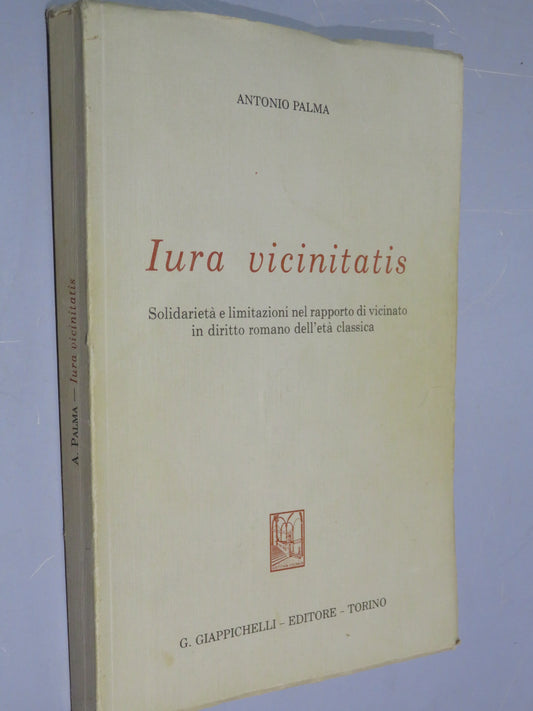 ANTONIO PALMA
Iura vicinitatis
Solidarietà e limitazioni nel rapporto di vicinato
in diritto romano dell'età classica
G. GIAPPICHELLI – EDITORE – TORINO
A. PALMA — Iura vicinitatis